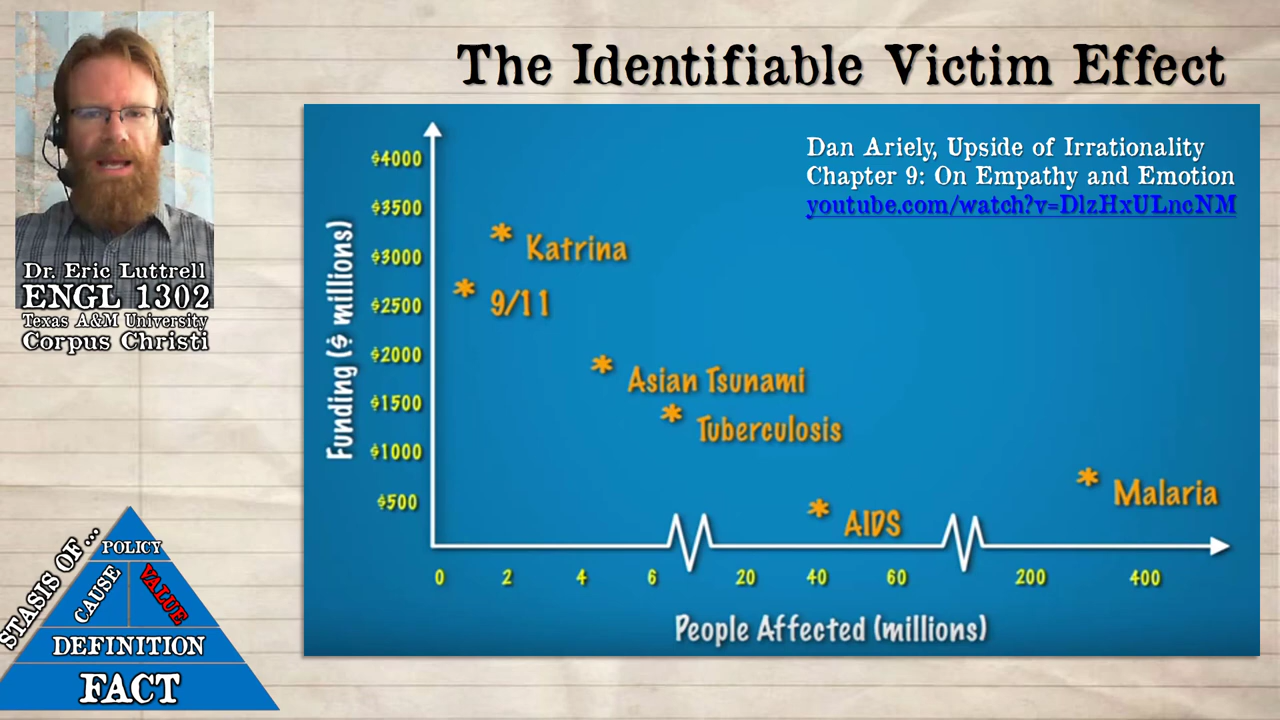 The Identifiable Victim Effect
Dan Ariely, Upside of Irrationality
Chapter 9: On Empathy and Emotion
youtube.com/watch?v=DlzHxULncNM
Dr. Eric Luttrell
ENGL 1302
Texas A&M University
Corpus Christi
Funding ($ millions)
$4000
$3500
$3000
$2500
$2000
$1500
$1000
$500
Katrina
9/11
Asian Tsunami
Tuberculosis
AIDS
Malaria
0 2 4 6 20 40 60 200 400
People Affected (millions)
STASIS OF...
POLICY
CAUSE
VALUE
DEFINITION
FACT